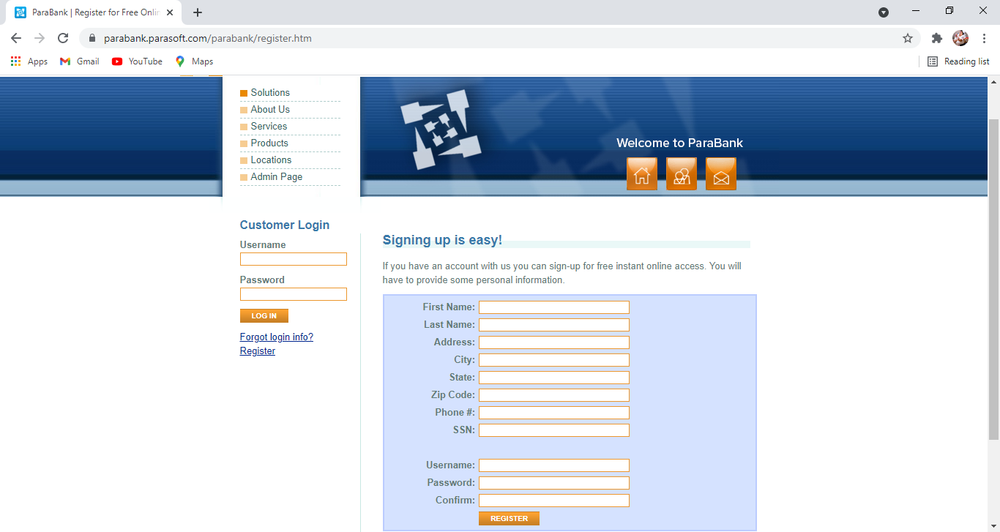 ParaBank | Register for Free Onlin
parabank.parasoft.com/parabank/register.htm
Apps Gmail YouTube Maps Reading list
Solutions
About Us
Services
Products
Locations
Admin Page
Welcome to ParaBank
Customer Login
Username
Password
LOG IN
Forgot login info?
Register
Signing up is easy!
If you have an account with us you can sign-up for free instant online access. You will
have to provide some personal information.
First Name:
Last Name:
Address:
City:
State:
Zip Code:
Phone #:
SSN:
Username:
Password:
Confirm:
REGISTER